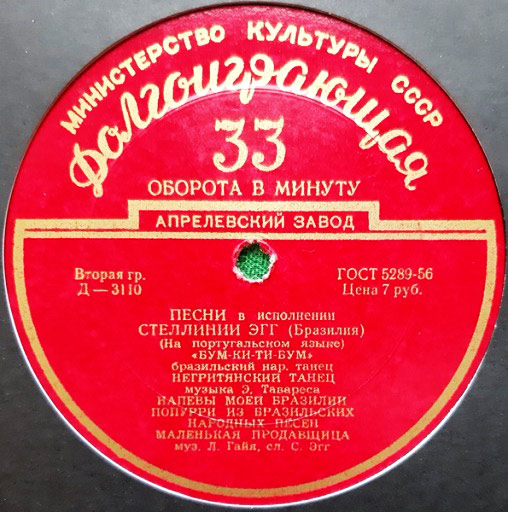 МИНИСТЕРСТВО КУЛЬТУРЫ СССР
Долгоиграющая
33
ОБОРОТА В МИНУТУ
АПРЕЛЕВСКИЙ ЗАВОД
Вторая гр.
Д — 3110
ГОСТ 5289-56
Цена 7 руб.
ПЕСНИ в исполнении
СТЕЛЛИНИИ ЭГГ (Бразилия)
(На португальском языке)
«БУМ-КИ-ТИ-БУМ»
бразильский нар. танец
НЕГРИТЯНСКИЙ ТАНЕЦ
музыка Э. Тавареса
НАПЕВЫ МОЕЙ БРАЗИЛИИ
ПОПУРРИ ИЗ БРАЗИЛЬСКИХ
НАРОДНЫХ ПЕСЕН
МАЛЕНЬКАЯ ПРОДАВЩИЦА
муз. Л. Гайя, сл. С. Эгг